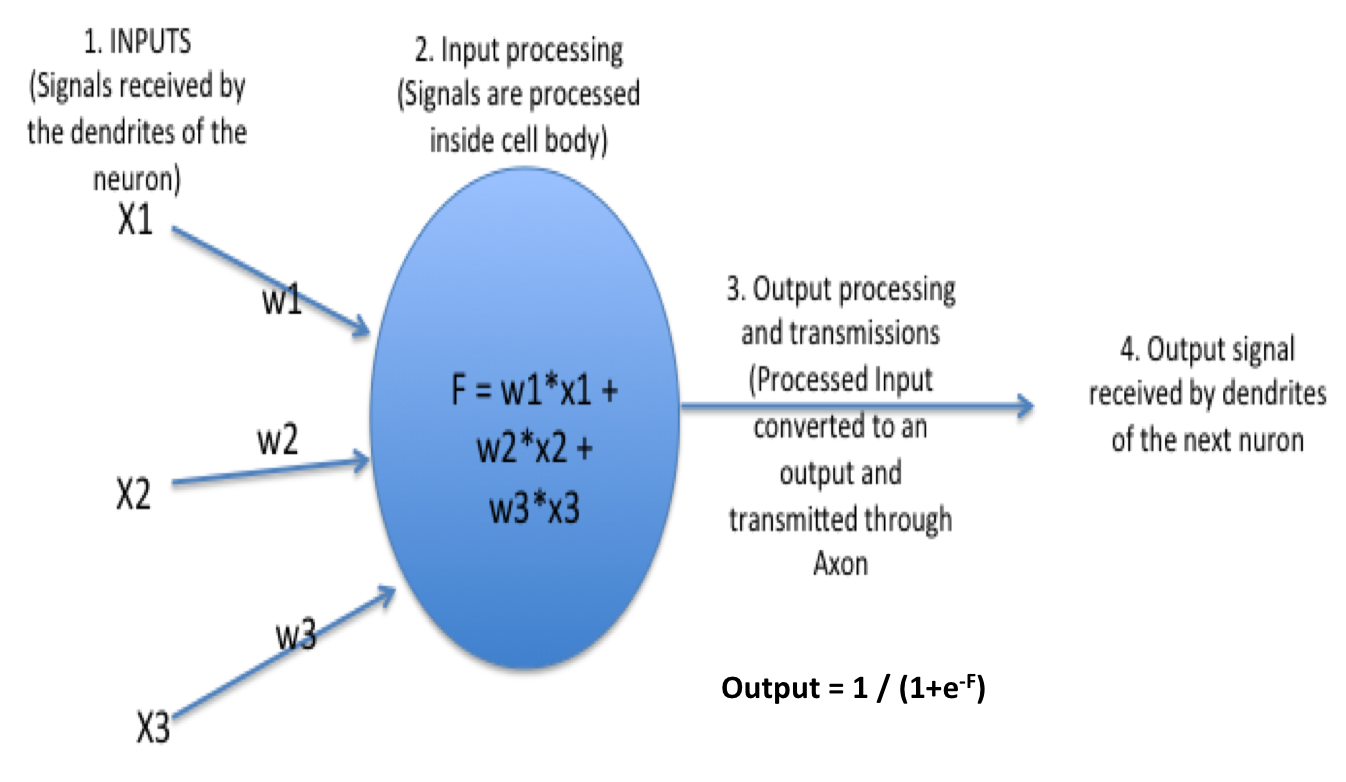 1. INPUTS
(Signals received by
the dendrites of the
neuron)
X1
w1
X2
w2
X3
w3
2. Input processing
(Signals are processed
inside cell body)
F = w1*x1 +
w2*x2 +
w3*x3
3. Output processing
and transmissions
(Processed Input
converted to an
output and
transmitted through
Axon
Output = 1 / (1+e⁻ᶠ)
4. Output signal
received by dendrites
of the next nuron